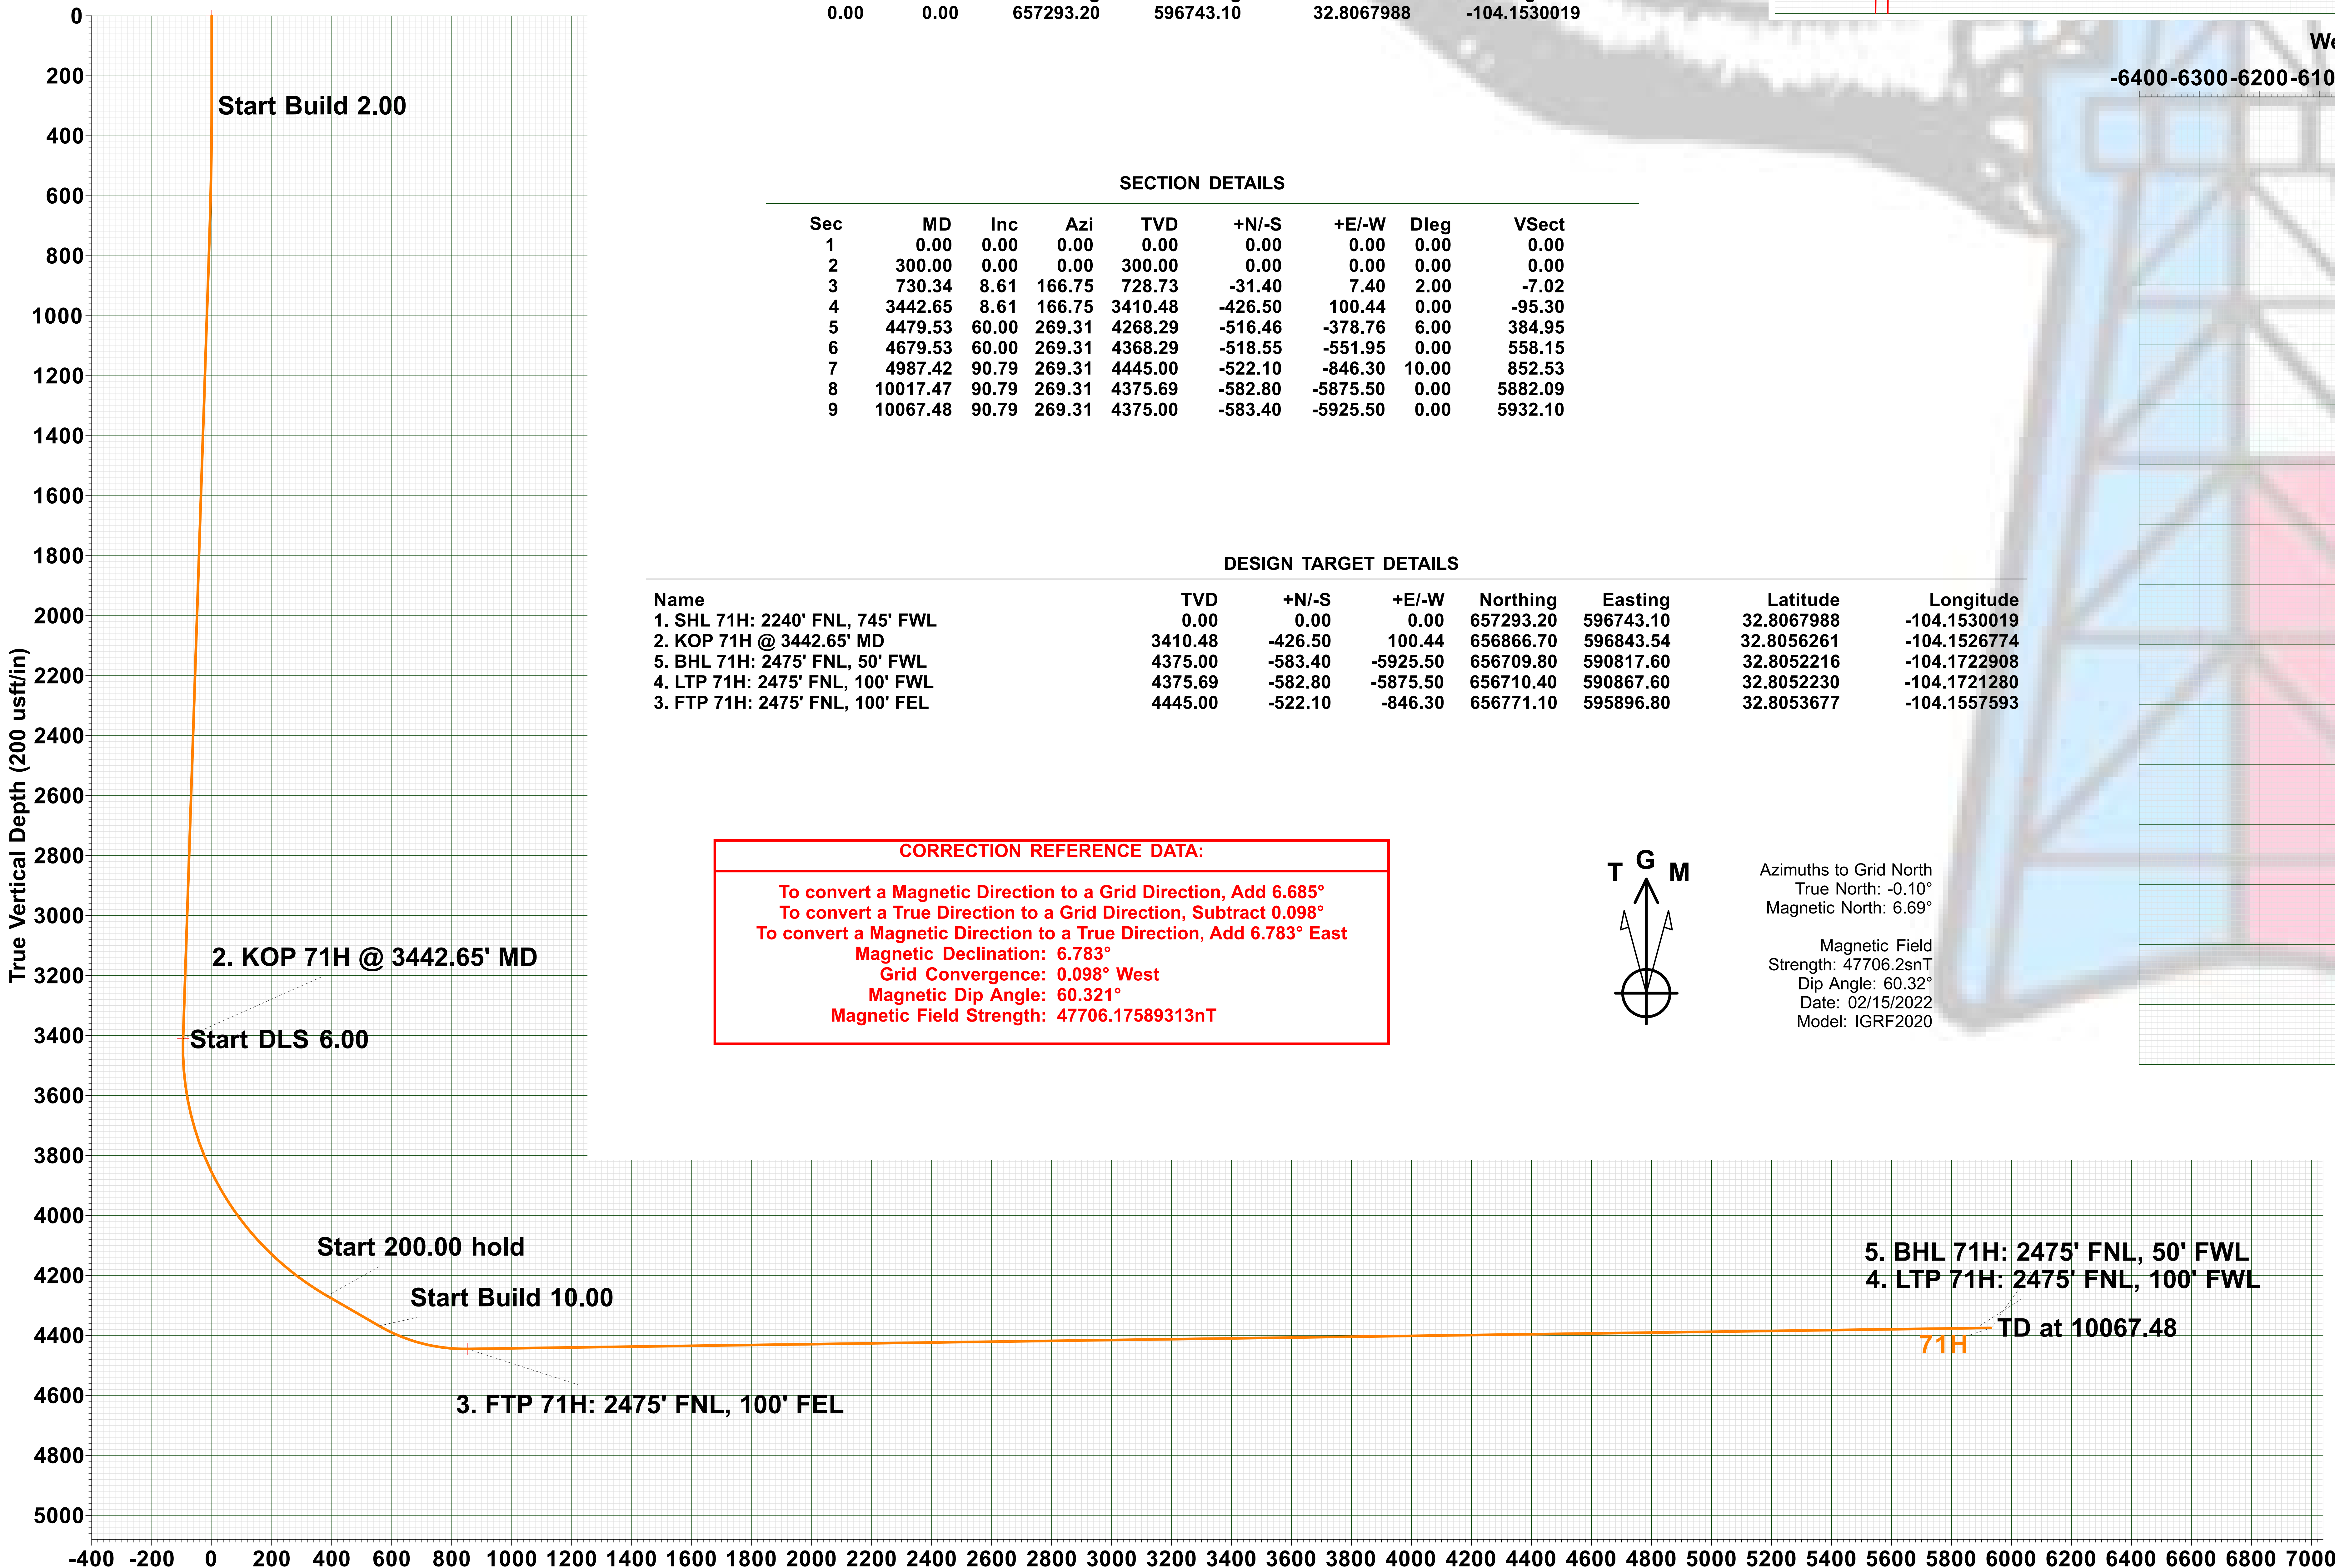 0.00 0.00 657293.20 596743.10 32.8067988 -104.1530019
We
-6400 -6300 -6200 -610
0
200
400
600
800
1000
1200
1400
1600
1800
2000
2200
2400
2600
2800
3000
3200
3400
3600
3800
4000
4200
4400
4600
4800
5000
True Vertical Depth (200 usft/in)
Start Build 2.00
SECTION DETAILS
Sec MD Inc Azi TVD +N/-S +E/-W Dleg VSect
1 0.00 0.00 0.00 0.00 0.00 0.00 0.00 0.00
2 300.00 0.00 0.00 300.00 0.00 0.00 0.00 0.00
3 730.34 8.61 166.75 728.73 -31.40 7.40 2.00 -7.02
4 3442.65 8.61 166.75 3410.48 -426.50 100.44 0.00 -95.30
5 4479.53 60.00 269.31 4268.29 -516.46 -378.76 6.00 384.95
6 4679.53 60.00 269.31 4368.29 -518.55 -551.95 0.00 558.15
7 4987.42 90.79 269.31 4445.00 -522.10 -846.30 10.00 852.53
8 10017.47 90.79 269.31 4375.69 -582.80 -5875.50 0.00 5882.09
9 10067.48 90.79 269.31 4375.00 -583.40 -5925.50 0.00 5932.10
DESIGN TARGET DETAILS
Name TVD +N/-S +E/-W Northing Easting Latitude Longitude
1. SHL 71H: 2240' FNL, 745' FWL 0.00 0.00 0.00 657293.20 596743.10 32.8067988 -104.1530019
2. KOP 71H @ 3442.65' MD 3410.48 -426.50 100.44 656866.70 596843.54 32.8056261 -104.1526774
5. BHL 71H: 2475' FNL, 50' FWL 4375.00 -583.40 -5925.50 656709.80 590817.60 32.8052216 -104.1722908
4. LTP 71H: 2475' FNL, 100' FWL 4375.69 -582.80 -5875.50 656710.40 590867.60 32.8052230 -104.1721280
3. FTP 71H: 2475' FNL, 100' FEL 4445.00 -522.10 -846.30 656771.10 595896.80 32.8053677 -104.1557593
CORRECTION REFERENCE DATA:
To convert a Magnetic Direction to a Grid Direction, Add 6.685°
To convert a True Direction to a Grid Direction, Subtract 0.098°
To convert a Magnetic Direction to a True Direction, Add 6.783° East
Magnetic Declination: 6.783°
Grid Convergence: 0.098° West
Magnetic Dip Angle: 60.321°
Magnetic Field Strength: 47706.17589313nT
T G M
Azimuths to Grid North
True North: -0.10°
Magnetic North: 6.69°
Magnetic Field
Strength: 47706.2snT
Dip Angle: 60.32°
Date: 02/15/2022
Model: IGRF2020
2. KOP 71H @ 3442.65' MD
Start DLS 6.00
Start 200.00 hold
Start Build 10.00
3. FTP 71H: 2475' FNL, 100' FEL
5. BHL 71H: 2475' FNL, 50' FWL
4. LTP 71H: 2475' FNL, 100' FWL
TD at 10067.48
71H
-400 -200 0 200 400 600 800 1000 1200 1400 1600 1800 2000 2200 2400 2600 2800 3000 3200 3400 3600 3800 4000 4200 4400 4600 4800 5000 5200 5400 5600 5800 6000 6200 6400 6600 6800 7000